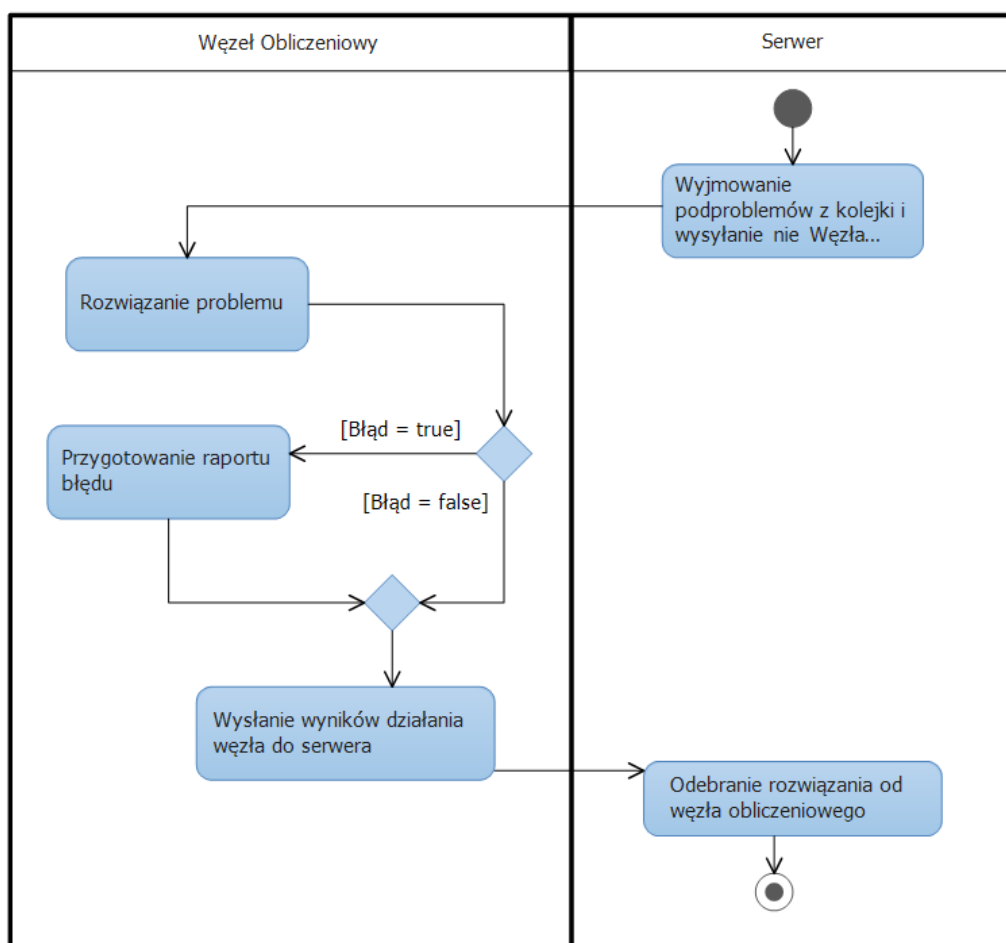 Węzeł Obliczeniowy
Serwer
Wyjmowanie
podproblemów z kolejki i
wysyłanie nie Węzła...
Rozwiązanie problemu
[Błąd = true]
Przygotowanie raportu
błędu
[Błąd = false]
Wysłanie wyników działania
węzła do serwera
Odebranie rozwiązania od
węzła obliczeniowego